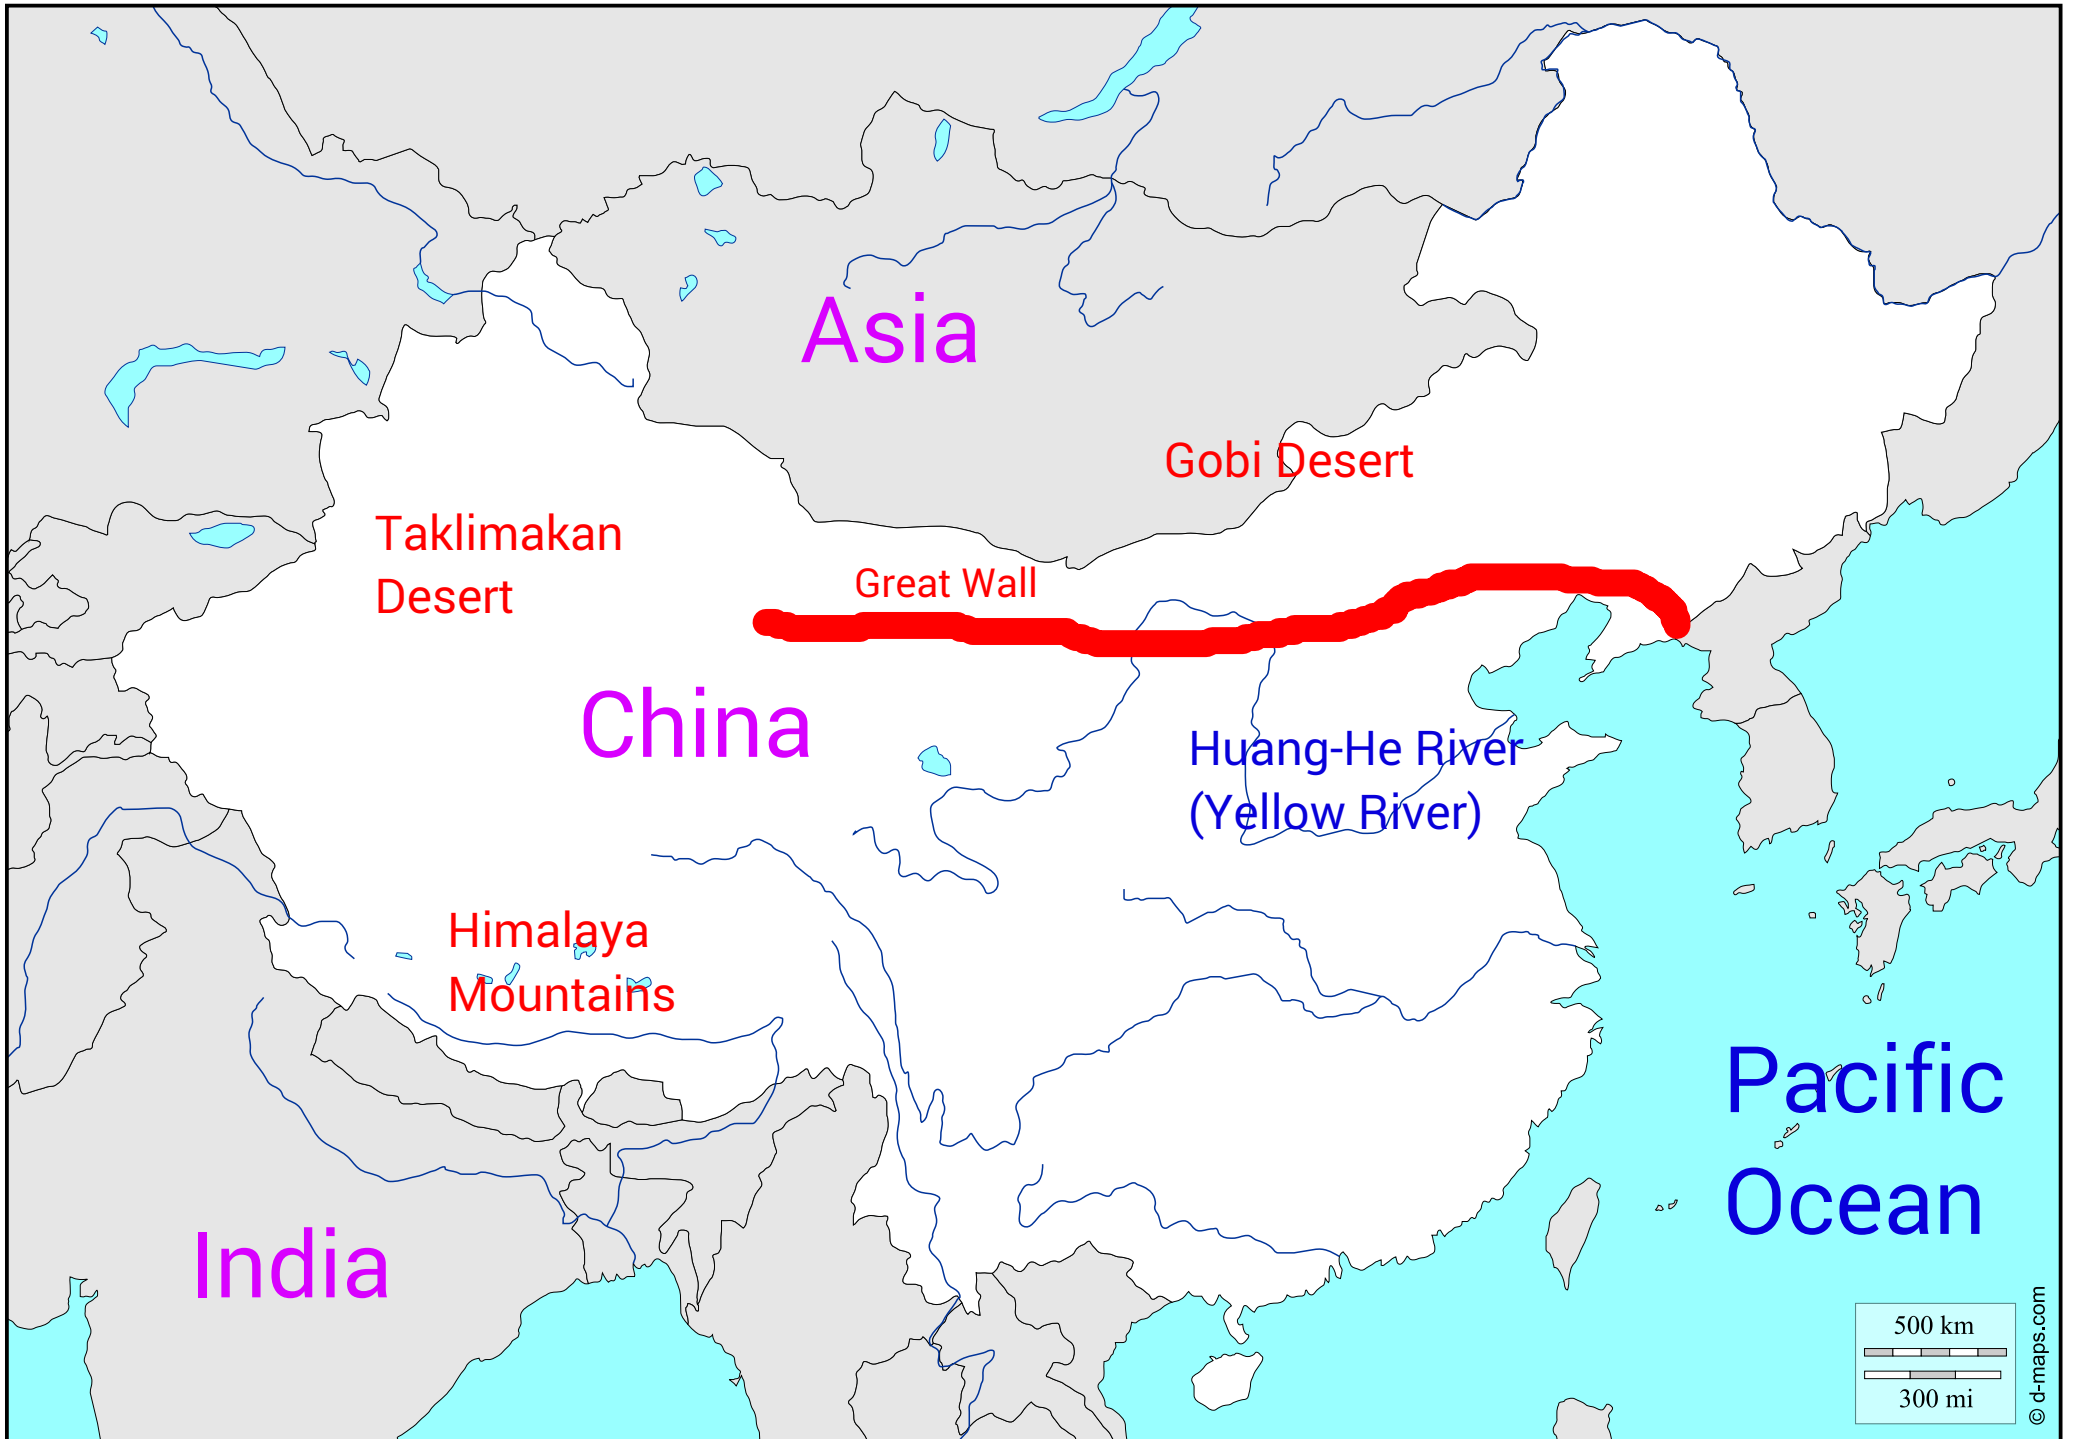 Asia
Gobi Desert
Taklimakan
Desert
Great Wall
China
Huang-He River
(Yellow River)
Himalaya
Mountains
Pacific
Ocean
India
500 km
300 mi
© d-maps.com